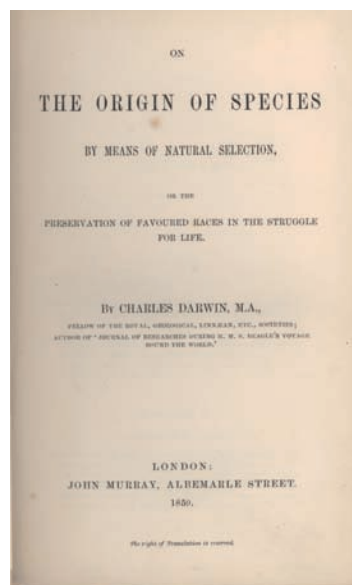 ON
THE ORIGIN OF SPECIES
BY MEANS OF NATURAL SELECTION,
OR THE
PRESERVATION OF FAVOURED RACES IN THE STRUGGLE
FOR LIFE.
BY CHARLES DARWIN, M.A.,
FELLOW OF THE ROYAL, GEOLOGICAL, LINNÆAN, ETC., SOCIETIES;
AUTHOR OF 'JOURNAL OF RESEARCHES DURING H. M. S. BEAGLE'S VOYAGE
ROUND THE WORLD.'
LONDON:
JOHN MURRAY, ALBEMARLE STREET.
1859.
The right of Translation is reserved.